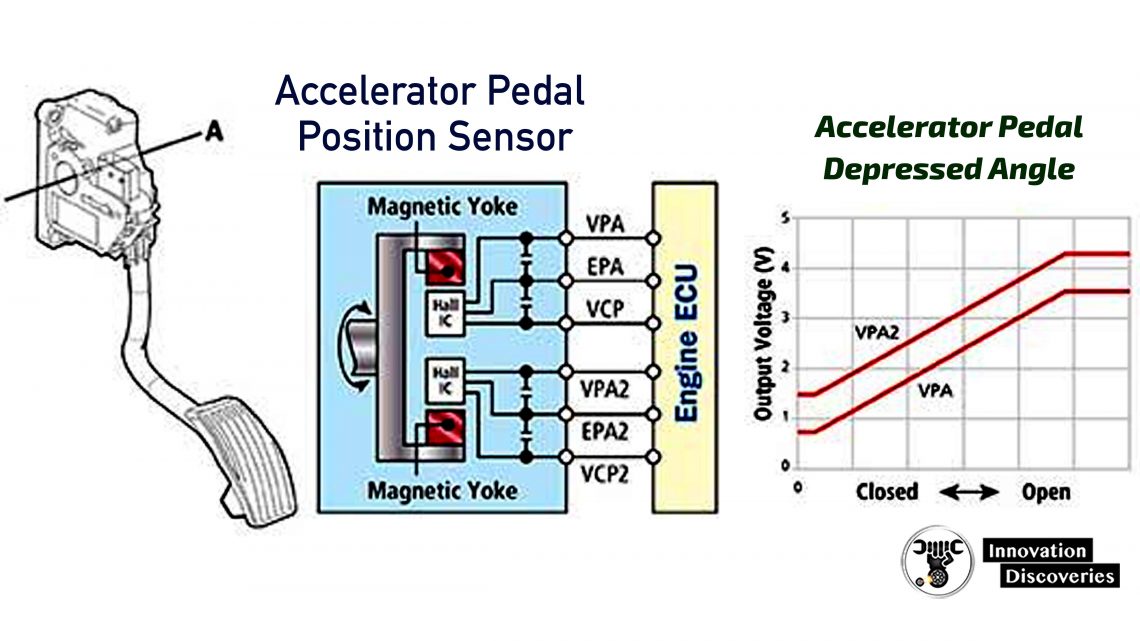 Accelerator Pedal
Position Sensor
A
Magnetic Yoke
Hall
IC
Hall
IC
Magnetic Yoke
VPA
EPA
VCP
VPA2
EPA2
VCP2
Engine ECU
Accelerator Pedal
Depressed Angle
Output Voltage (V)
5
4
3
2
1
0
VPA2
VPA
0
Closed
Open
Innovation
Discoveries